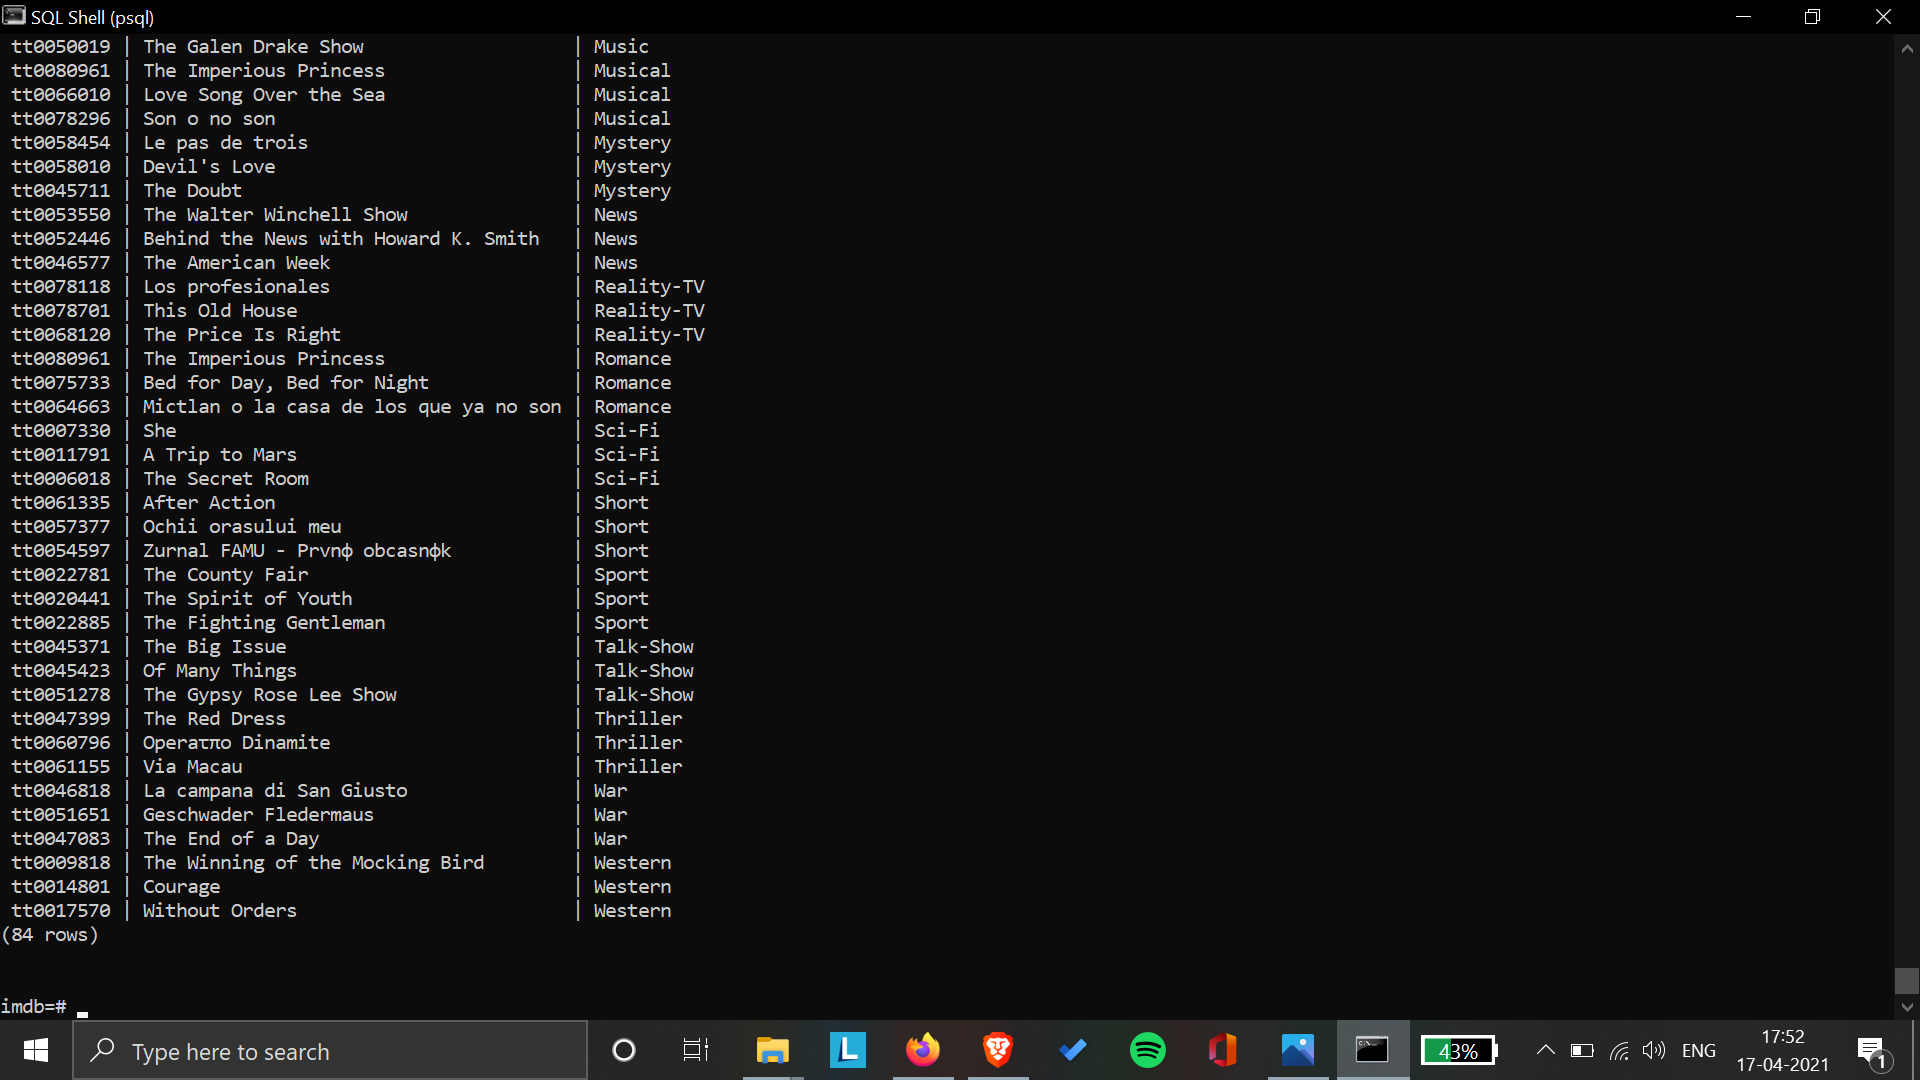 SQL Shell (psql)
tt0050019 | The Galen Drake Show | Music
tt0080961 | The Imperious Princess | Musical
tt0066010 | Love Song Over the Sea | Musical
tt0078296 | Son o no son | Musical
tt0058454 | Le pas de trois | Mystery
tt0058010 | Devil's Love | Mystery
tt0045711 | The Doubt | Mystery
tt0053550 | The Walter Winchell Show | News
tt0052446 | Behind the News with Howard K. Smith | News
tt0046577 | The American Week | News
tt0078118 | Los profesionales | Reality-TV
tt0078701 | This Old House | Reality-TV
tt0068120 | The Price Is Right | Reality-TV
tt0080961 | The Imperious Princess | Romance
tt0075733 | Bed for Day, Bed for Night | Romance
tt0064663 | Mictlan o la casa de los que ya no son | Romance
tt0007330 | She | Sci-Fi
tt0011791 | A Trip to Mars | Sci-Fi
tt0006018 | The Secret Room | Sci-Fi
tt0061335 | After Action | Short
tt0057377 | Ochii orasului meu | Short
tt0054597 | Zurnal FAMU - Prvnφ obcasnφk | Short
tt0022781 | The County Fair | Sport
tt0020441 | The Spirit of Youth | Sport
tt0022885 | The Fighting Gentleman | Sport
tt0045371 | The Big Issue | Talk-Show
tt0045423 | Of Many Things | Talk-Show
tt0051278 | The Gypsy Rose Lee Show | Talk-Show
tt0047399 | The Red Dress | Thriller
tt0060796 | Operaτπo Dinamite | Thriller
tt0061155 | Via Macau | Thriller
tt0046818 | La campana di San Giusto | War
tt0051651 | Geschwader Fledermaus | War
tt0047083 | The End of a Day | War
tt0009818 | The Winning of the Mocking Bird | Western
tt0014801 | Courage | Western
tt0017570 | Without Orders | Western
(84 rows)
imdb=#
Type here to search
L
C:\
43%
ENG
17:52
17-04-2021
1